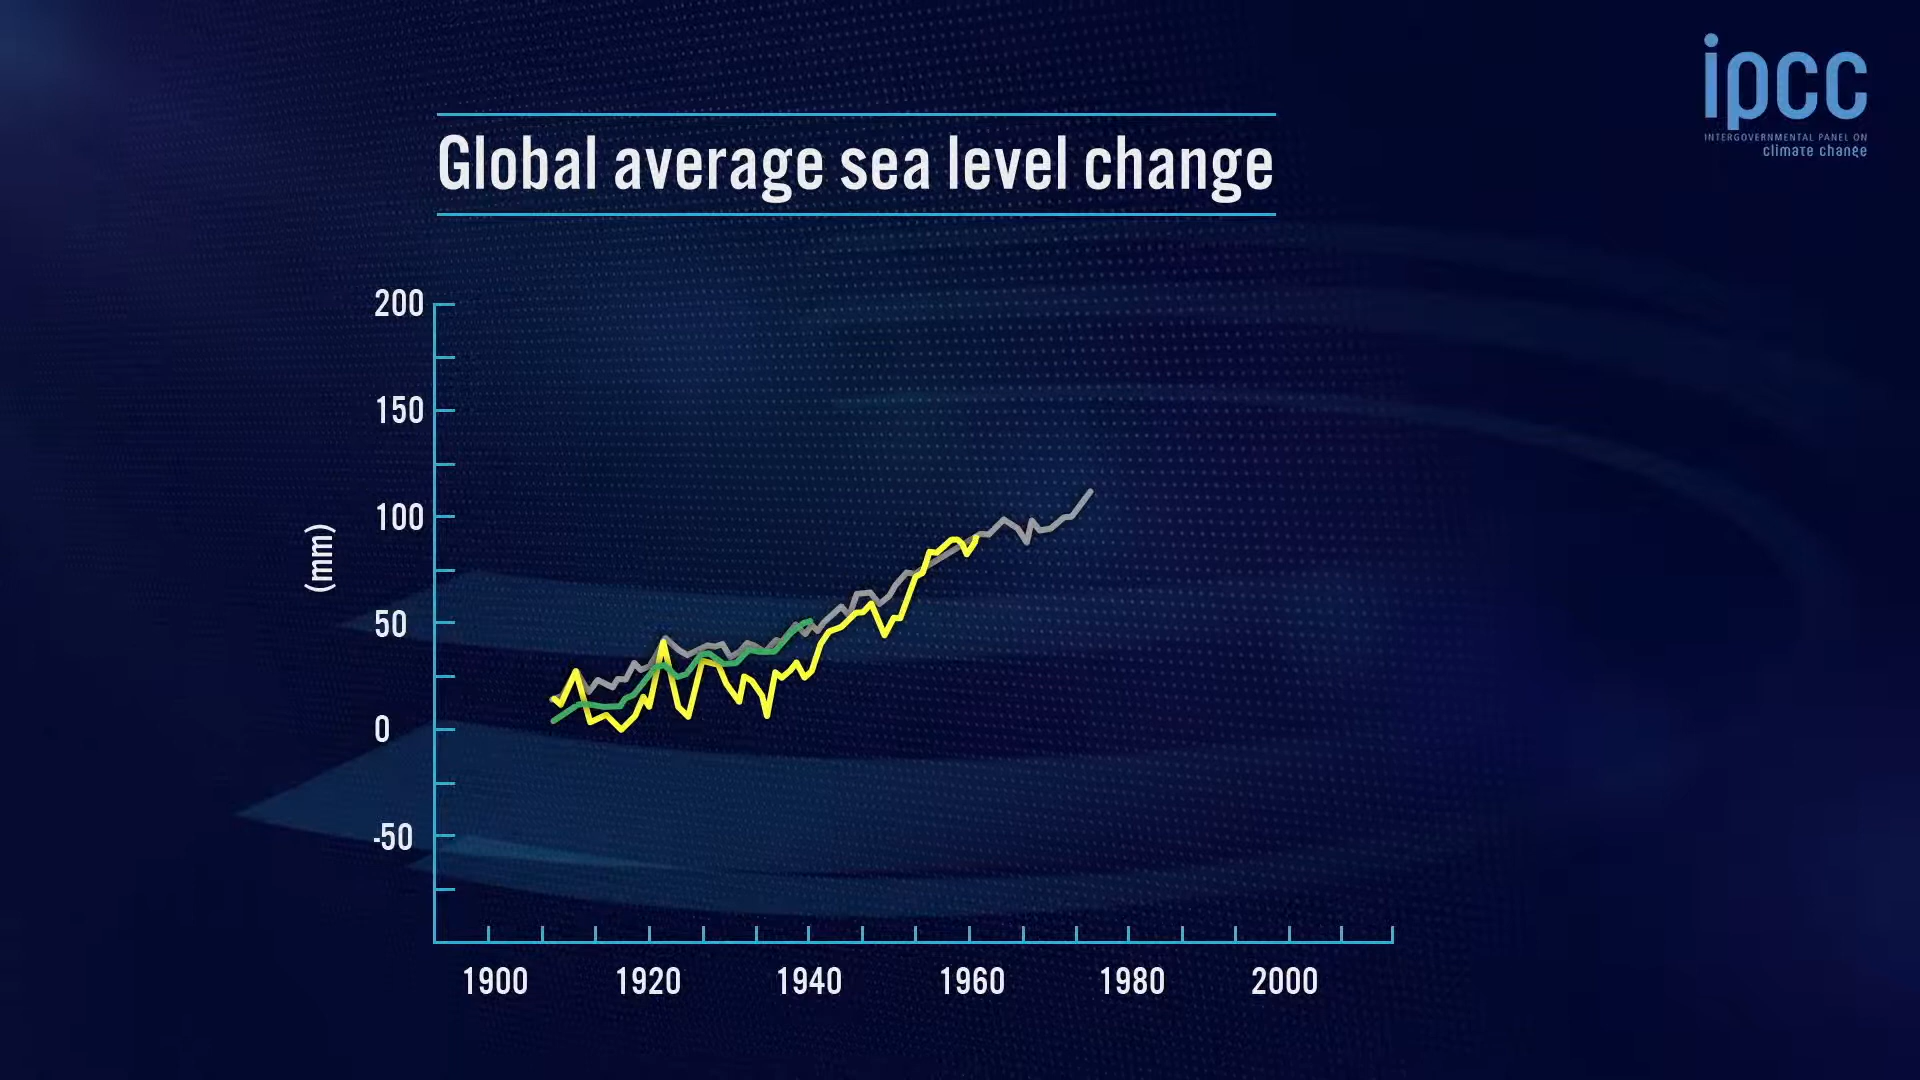 ipcc
INTERGOVERNMENTAL PANEL ON
climate change
Global average sea level change
200
150
100
50
0
-50
(mm)
1900 1920 1940 1960 1980 2000